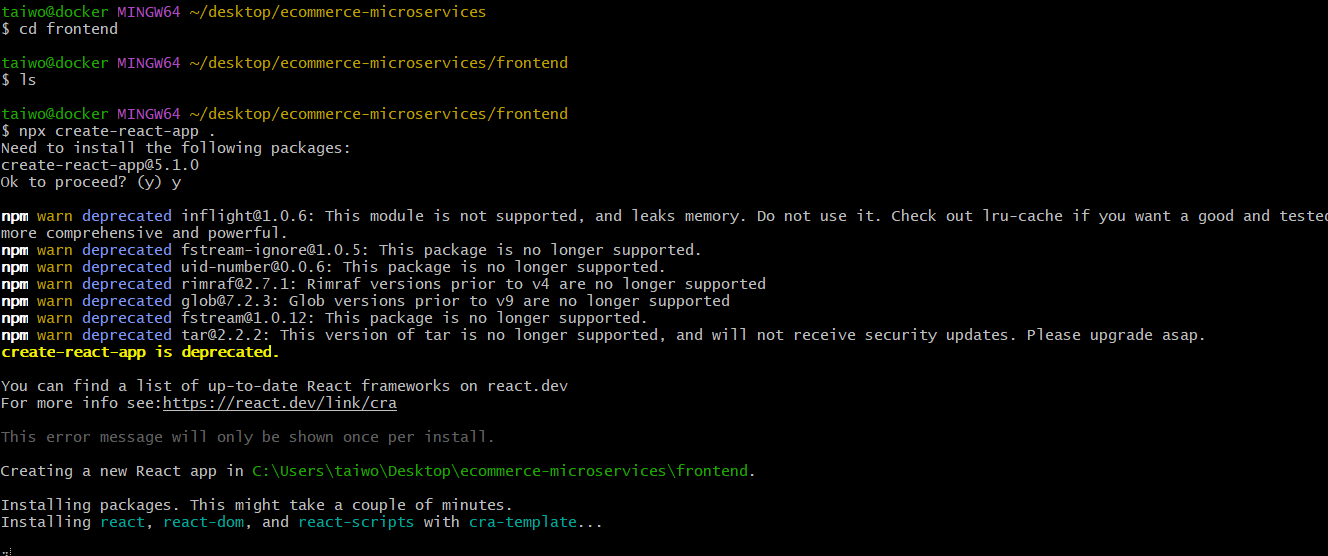 taiwo@docker MINGW64 ~/desktop/ecommerce-microservices
$ cd frontend
taiwo@docker MINGW64 ~/desktop/ecommerce-microservices/frontend
$ ls
taiwo@docker MINGW64 ~/desktop/ecommerce-microservices/frontend
$ npx create-react-app .
Need to install the following packages:
create-react-app@5.1.0
Ok to proceed? (y) y
npm warn deprecated inflight@1.0.6: This module is not supported, and leaks memory. Do not use it. Check out lru-cache if you want a good and tested
more comprehensive and powerful.
npm warn deprecated fstream-ignore@1.0.5: This package is no longer supported.
npm warn deprecated uid-number@0.0.6: This package is no longer supported.
npm warn deprecated rimraf@2.7.1: Rimraf versions prior to v4 are no longer supported
npm warn deprecated glob@7.2.3: Glob versions prior to v9 are no longer supported
npm warn deprecated fstream@1.0.12: This package is no longer supported.
npm warn deprecated tar@2.2.2: This version of tar is no longer supported, and will not receive security updates. Please upgrade asap.
create-react-app is deprecated.
You can find a list of up-to-date React frameworks on react.dev
For more info see:https://react.dev/link/cra
This error message will only be shown once per install.
Creating a new React app in C:\Users\taiwo\Desktop\ecommerce-microservices\frontend.
Installing packages. This might take a couple of minutes.
Installing react, react-dom, and react-scripts with cra-template...